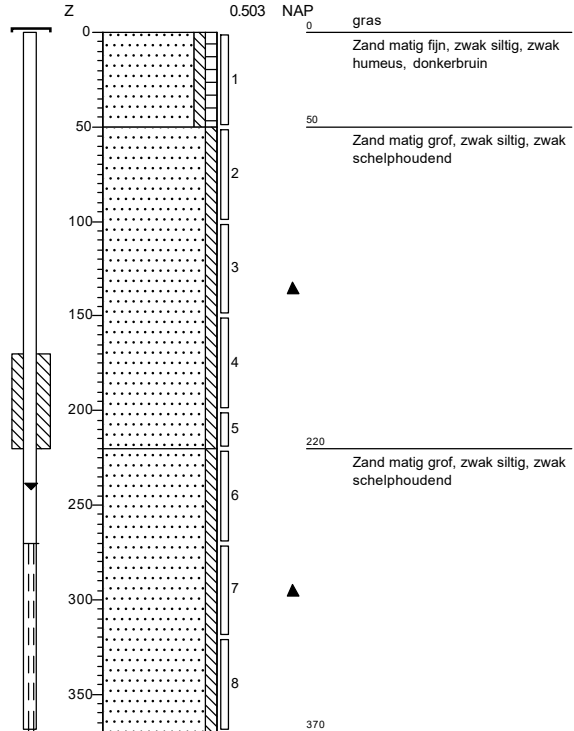 Z 0.503 NAP
0 0 gras
Zand matig fijn, zwak siltig, zwak
humeus, donkerbruin
1
50 50
Zand matig grof, zwak siltig, zwak
schelphoudend
2
100
3
150
4
200
5
220
Zand matig grof, zwak siltig, zwak
schelphoudend
6
250
7
300
8
350
370